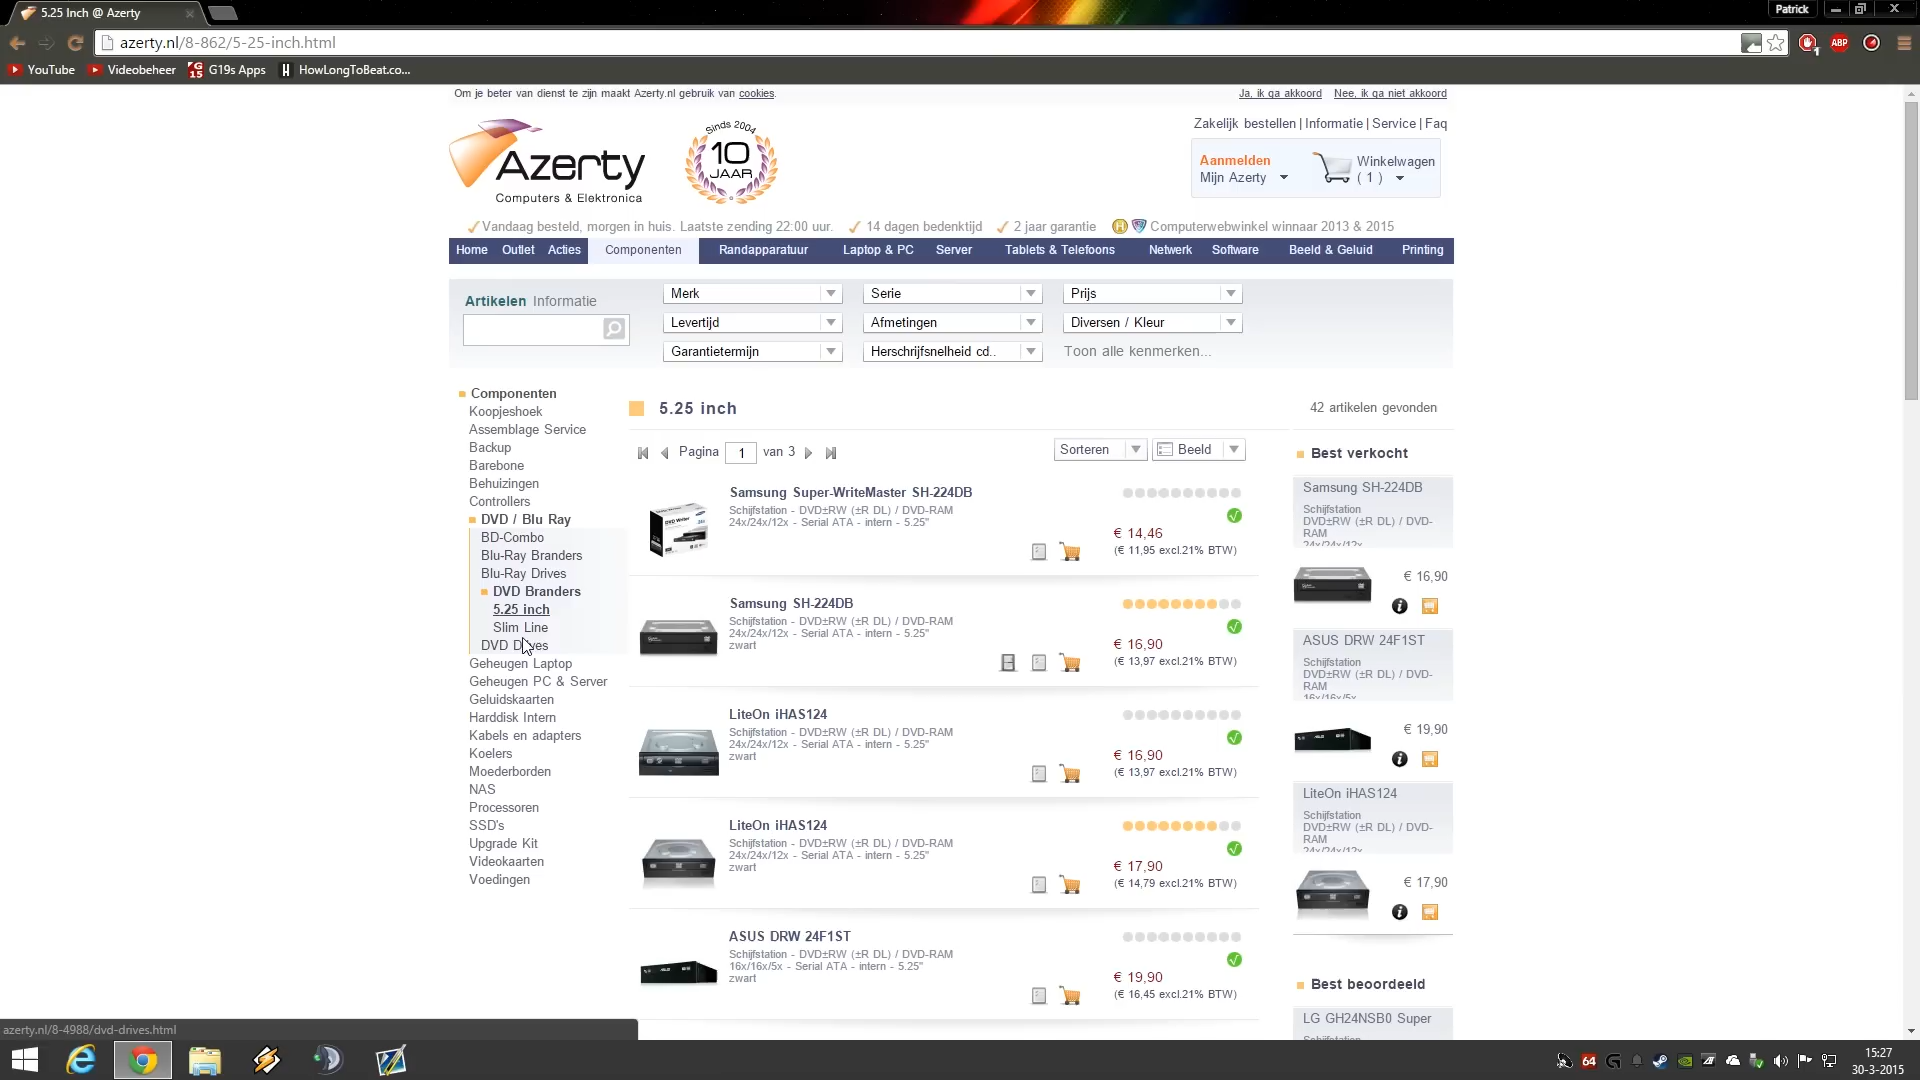 5.25 Inch @ Azerty
Patrick
azerty.nl/8-862/5-25-inch.html
1
ABP
YouTube
Videobeheer
G15
G19s Apps
H
HowLongToBeat.co...
Om je beter van dienst te zijn maakt Azerty.nl gebruik van cookies.
Ja, ik ga akkoord
Nee, ik ga niet akkoord
Azerty
Computers & Elektronica
Sinds 2004
10
JAAR
Zakelijk bestellen | Informatie | Service | Faq
Aanmelden
Mijn Azerty
Winkelwagen
( 1 )
Vandaag besteld, morgen in huis. Laatste zending 22:00 uur.
14 dagen bedenktijd
2 jaar garantie
Computerwebwinkel winnaar 2013 & 2015
Home
Outlet
Acties
Componenten
Randapparatuur
Laptop & PC
Server
Tablets & Telefoons
Netwerk
Software
Beeld & Geluid
Printing
Artikelen
Informatie
Merk
Serie
Prijs
Levertijd
Afmetingen
Diversen / Kleur
Garantietermijn
Herschrijfsnelheid cd..
Toon alle kenmerken...
Componenten
Koopjeshoek
Assemblage Service
Backup
Barebone
Behuizingen
Controllers
DVD / Blu Ray
BD-Combo
Blu-Ray Branders
Blu-Ray Drives
DVD Branders
5.25 inch
Slim Line
DVD Drives
Geheugen Laptop
Geheugen PC & Server
Geluidskaarten
Harddisk Intern
Kabels en adapters
Koelers
Moederborden
NAS
Processoren
SSD's
Upgrade Kit
Videokaarten
Voedingen
5.25 inch
42 artikelen gevonden
Pagina
1
van 3
Sorteren
Beeld
Samsung Super-WriteMaster SH-224DB
Schijfstation - DVD±RW (±R DL) / DVD-RAM
24x/24x/12x - Serial ATA - intern - 5.25"
€ 14,46
(€ 11,95 excl.21% BTW)
Samsung SH-224DB
Schijfstation - DVD±RW (±R DL) / DVD-RAM
24x/24x/12x - Serial ATA - intern - 5.25"
zwart
€ 16,90
(€ 13,97 excl.21% BTW)
LiteOn iHAS124
Schijfstation - DVD±RW (±R DL) / DVD-RAM
24x/24x/12x - Serial ATA - intern - 5.25"
zwart
€ 16,90
(€ 13,97 excl.21% BTW)
LiteOn iHAS124
Schijfstation - DVD±RW (±R DL) / DVD-RAM
24x/24x/12x - Serial ATA - intern - 5.25"
zwart
€ 17,90
(€ 14,79 excl.21% BTW)
ASUS DRW 24F1ST
Schijfstation - DVD±RW (±R DL) / DVD-RAM
16x/16x/5x - Serial ATA - intern - 5.25"
zwart
€ 19,90
(€ 16,45 excl.21% BTW)
Best verkocht
Samsung SH-224DB
Schijfstation
DVD±RW (±R DL) / DVD-
RAM
24x/24x/12x
€ 16,90
ASUS DRW 24F1ST
Schijfstation
DVD±RW (±R DL) / DVD-
RAM
16x/16x/5x
€ 19,90
LiteOn iHAS124
Schijfstation
DVD±RW (±R DL) / DVD-
RAM
24x/24x/12x
€ 17,90
Best beoordeeld
LG GH24NSB0 Super
Schijfstation
azerty.nl/8-4988/dvd-drives.html
64
15:27
30-3-2015